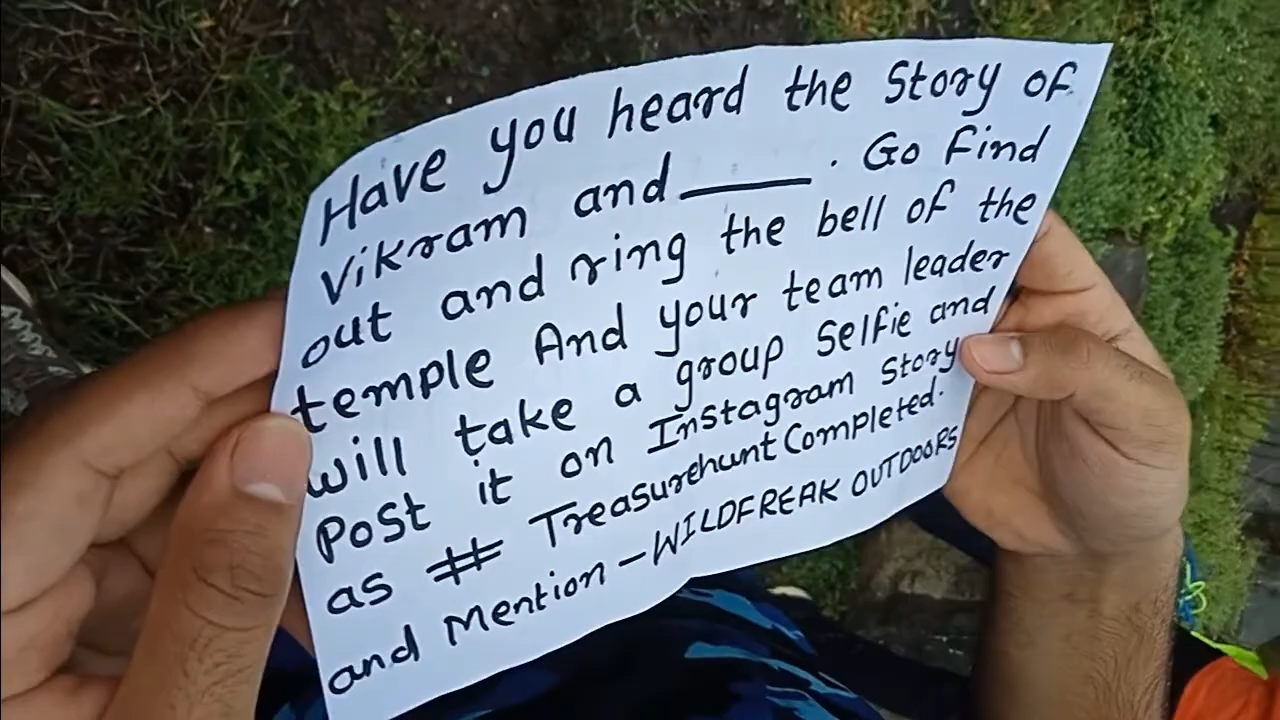 Have you heard the Story of
Vikram and ______ . Go Find
out and ring the bell of the
temple And your team leader
will take a group Selfie and
Post it on Instagram Story
as # Treasurehunt Completed.
and Mention - WILDFREAK OUTDOORS